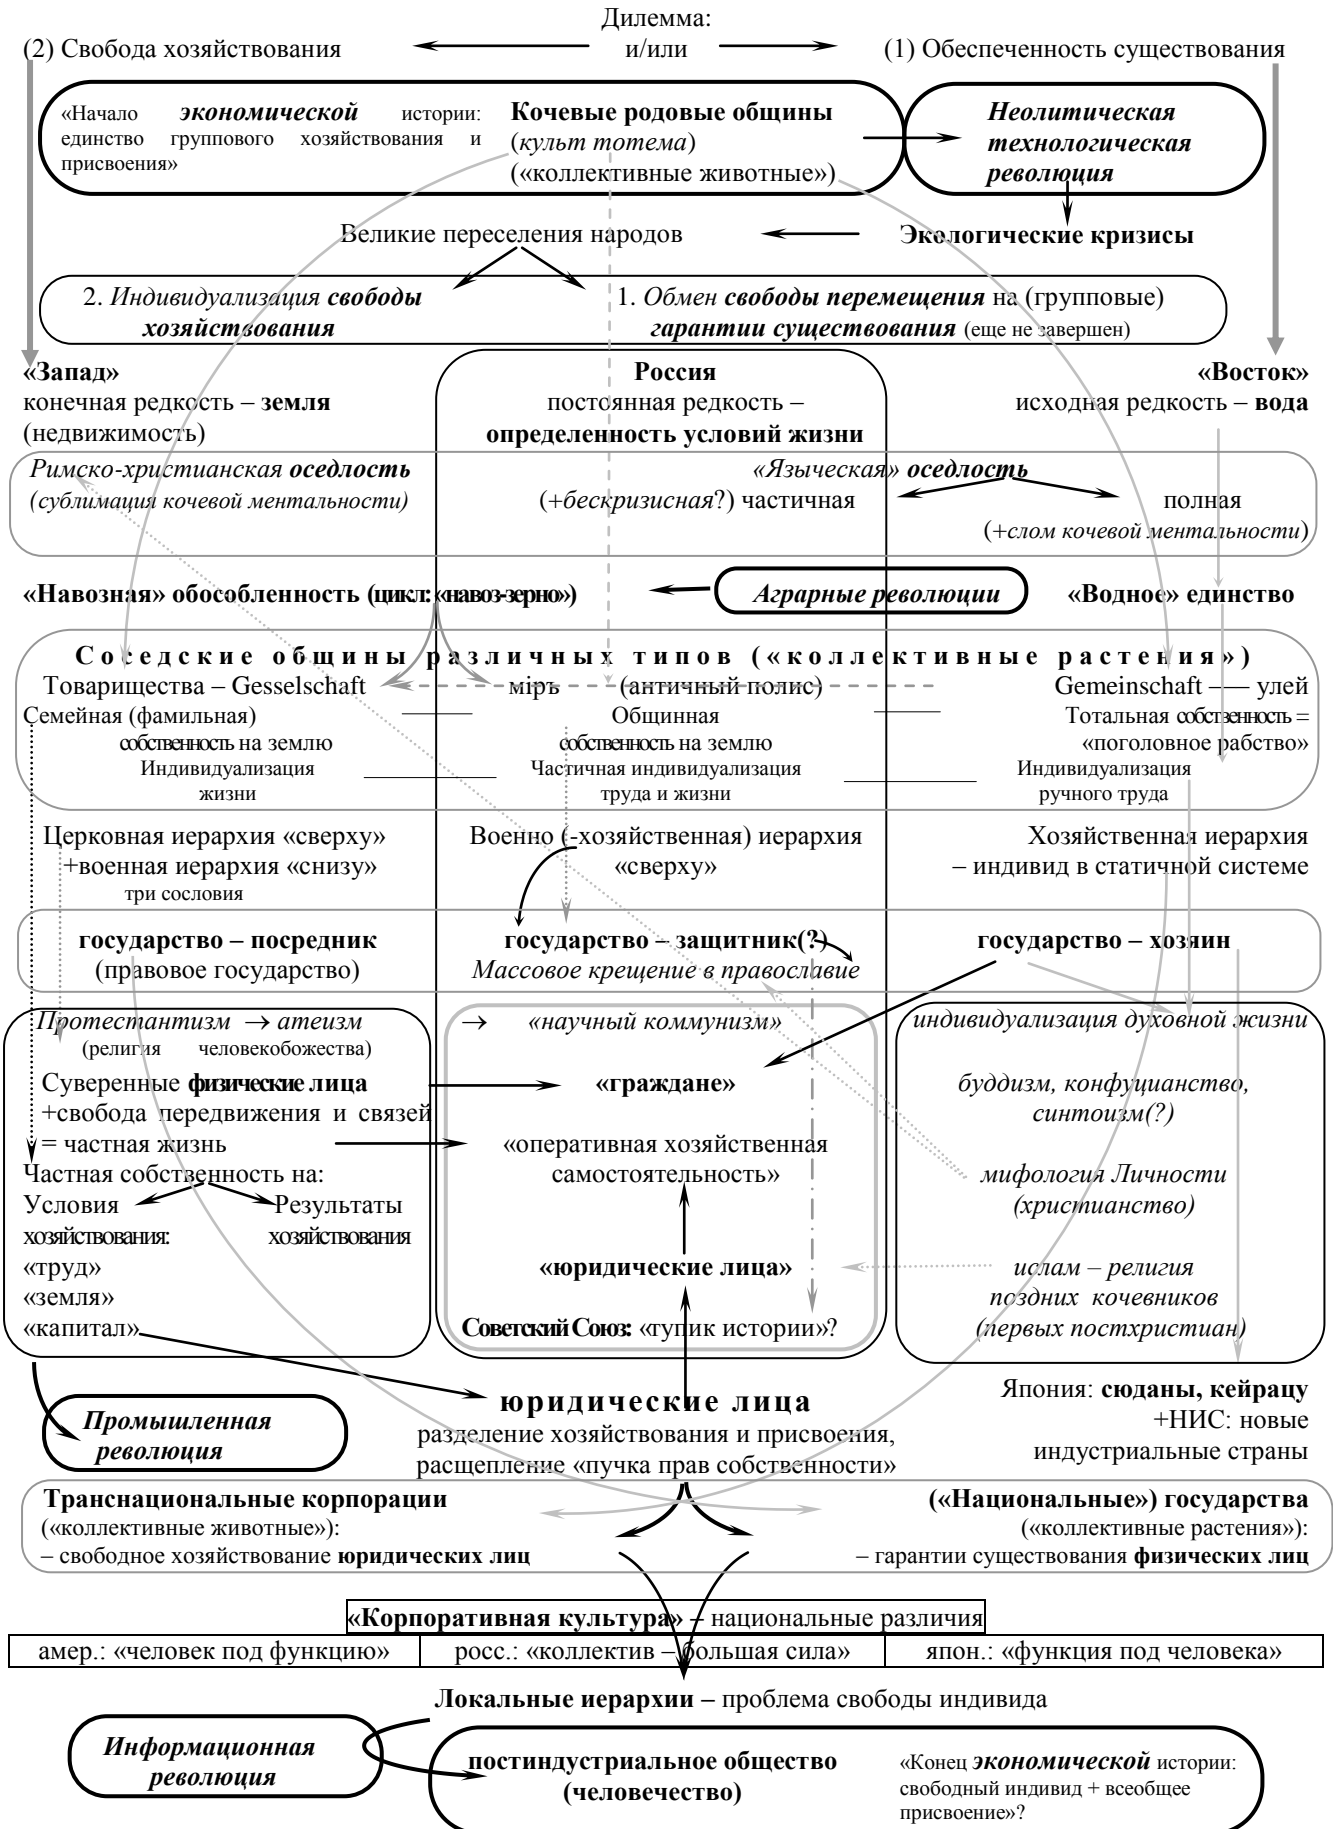 Дилемма:
(2) Свобода хозяйствования и/или (1) Обеспеченность существования
«Начало экономической истории:
единство группового хозяйствования и
присвоения»
Кочевые родовые общины
(культ тотема)
(«коллективные животные»)
Неолитическая
технологическая
революция
Великие переселения народов
Экологические кризисы
2. Индивидуализация свободы
хозяйствования
1. Обмен свободы перемещения на (групповые)
гарантии существования (еще не завершен)
«Запад»
конечная редкость – земля
(недвижимость)
Россия
постоянная редкость –
определенность условий жизни
«Восток»
исходная редкость – вода
Римско-христианская оседлость
(сублимация кочевой ментальности)
«Языческая» оседлость
(+бескризисная?) частичная
полная
(+слом кочевой ментальности)
«Навозная» обособленность (цикл: «навоз-зерно»)
Аграрные революции
«Водное» единство
Соседские общины различных типов («коллективные растения»)
Товарищества – Gesselschaft
міръ (античный полис)
Gemeinschaft –— улей
Семейная (фамильная)
собственность на землю
Индивидуализация
жизни
Общинная
собственность на землю
Частичная индивидуализация
труда и жизни
Тотальная собственность =
«поголовное рабство»
Индивидуализация
ручного труда
Церковная иерархия «сверху»
+военная иерархия «снизу»
три сословия
Военно (-хозяйственная) иерархия
«сверху»
Хозяйственная иерархия
– индивид в статичной системе
государство – посредник
(правовое государство)
государство – защитник(?)
Массовое крещение в православие
государство – хозяин
Протестантизм → атеизм
(религия человекобожества)
Суверенные физические лица
+свобода передвижения и связей
= частная жизнь
Частная собственность на:
Условия
хозяйствования:
Результаты
хозяйствования
«труд»
«земля»
«капитал»
→ «научный коммунизм»
«граждане»
«оперативная хозяйственная
самостоятельность»
«юридические лица»
Советский Союз: «тупик истории»?
индивидуализация духовной жизни
буддизм, конфуцианство,
синтоизм(?)
мифология Личности
(христианство)
ислам – религия
поздних кочевников
(первых постхристиан)
Промышленная
революция
юридические лица
разделение хозяйствования и присвоения,
расщепление «пучка прав собственности»
Япония: сюданы, кейрацу
+НИС: новые
индустриальные страны
Транснациональные корпорации
(«коллективные животные»):
– свободное хозяйствование юридических лиц
(«Национальные») государства
(«коллективные растения»):
– гарантии существования физических лиц
«Корпоративная культура» – национальные различия
амер.: «человек под функцию»
росс.: «коллектив – большая сила»
япон.: «функция под человека»
Локальные иерархии – проблема свободы индивида
Информационная
революция
постиндустриальное общество
(человечество)
«Конец экономической истории:
свободный индивид + всеобщее
присвоение»?